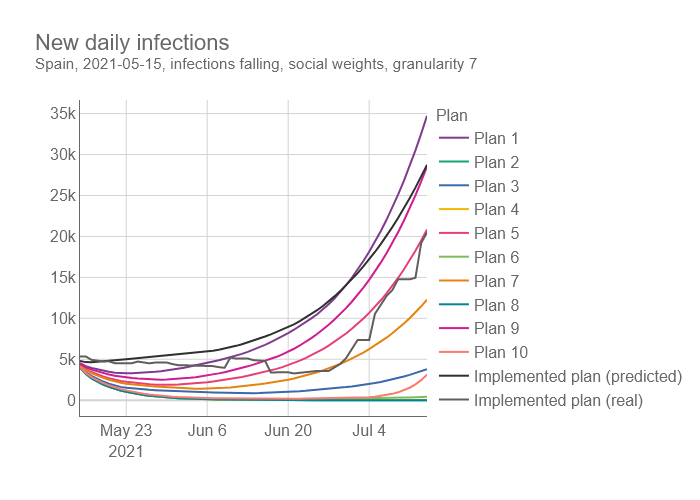 New daily infections
Spain, 2021-05-15, infections falling, social weights, granularity 7
35k
30k
25k
20k
15k
10k
5k
0
May 23
2021
Jun 6
Jun 20
Jul 4
Plan
Plan 1
Plan 2
Plan 3
Plan 4
Plan 5
Plan 6
Plan 7
Plan 8
Plan 9
Plan 10
Implemented plan (predicted)
Implemented plan (real)